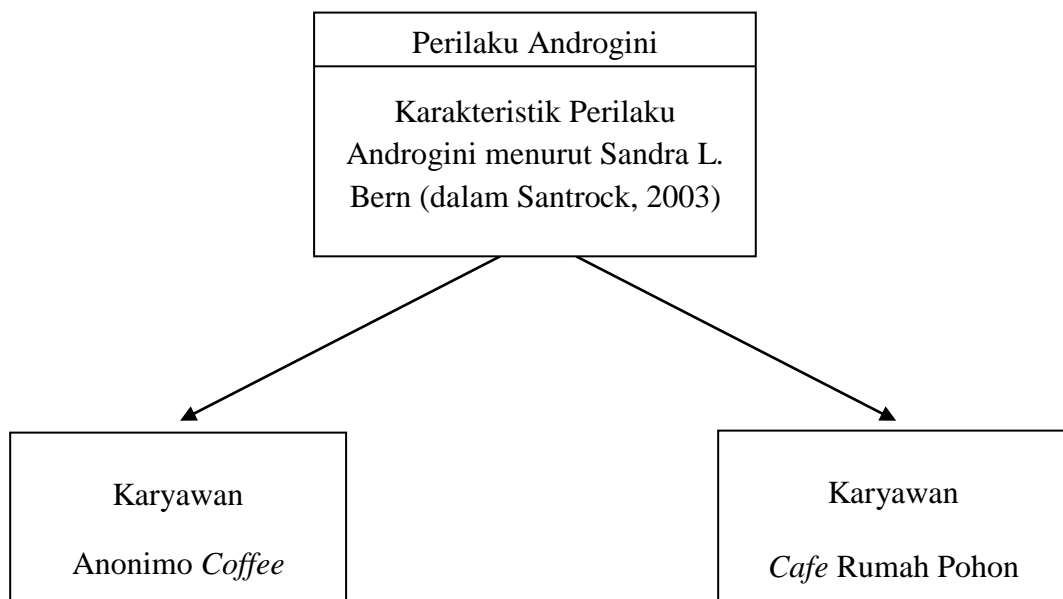 Perilaku Androgini
Karakteristik Perilaku
Androgini menurut Sandra L.
Bern (dalam Santrock, 2003)
Karyawan
Anonimo Coffee
Karyawan
Cafe Rumah Pohon